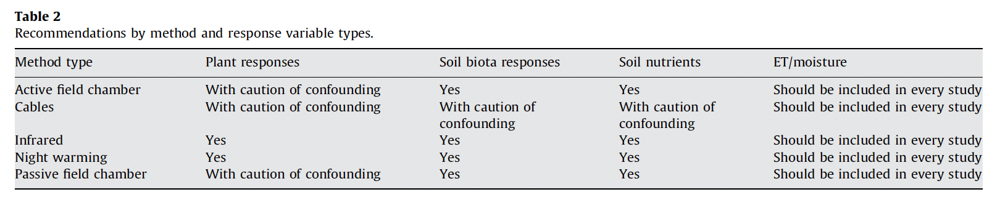 Table 2
Recommendations by method and response variable types.
Method type Plant responses Soil biota responses Soil nutrients ET/moisture
Active field chamber With caution of confounding Yes Yes Should be included in every study
Cables With caution of confounding With caution of With caution of Should be included in every study
confounding confounding
Infrared Yes Yes Yes Should be included in every study
Night warming Yes Yes Yes Should be included in every study
Passive field chamber With caution of confounding Yes Yes Should be included in every study